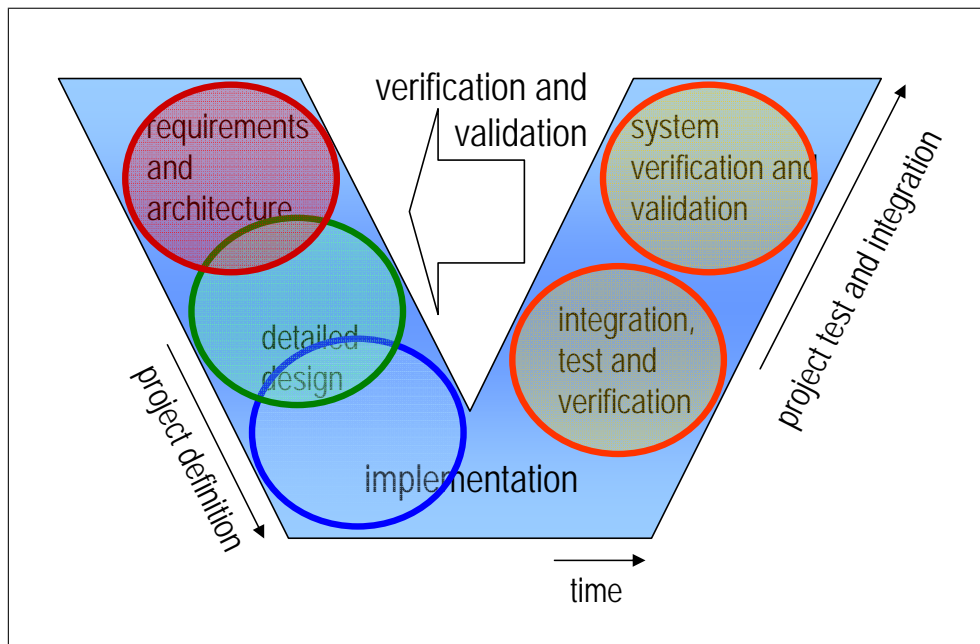 verification and
validation
requirements
and
architecture
system
verification and
validation
detailed
design
integration,
test and
verification
implementation
project definition
project test and integration
time